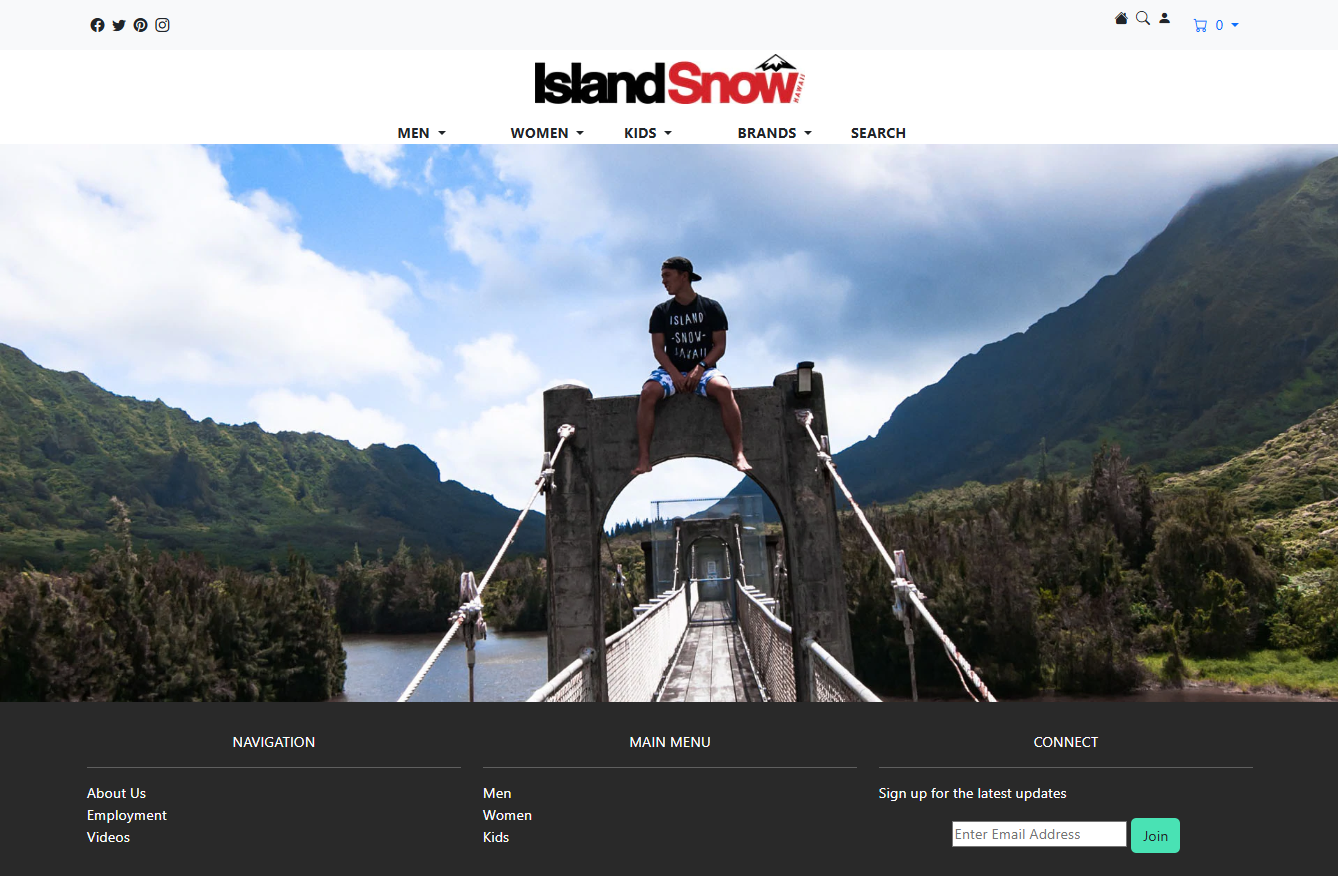 0
IslandSnow HAWAII
MEN WOMEN KIDS BRANDS SEARCH
ISLAND
-SNOW-
HAWAII
NAVIGATION MAIN MENU CONNECT
About Us Men Sign up for the latest updates
Employment Women
Videos Kids
Enter Email Address Join